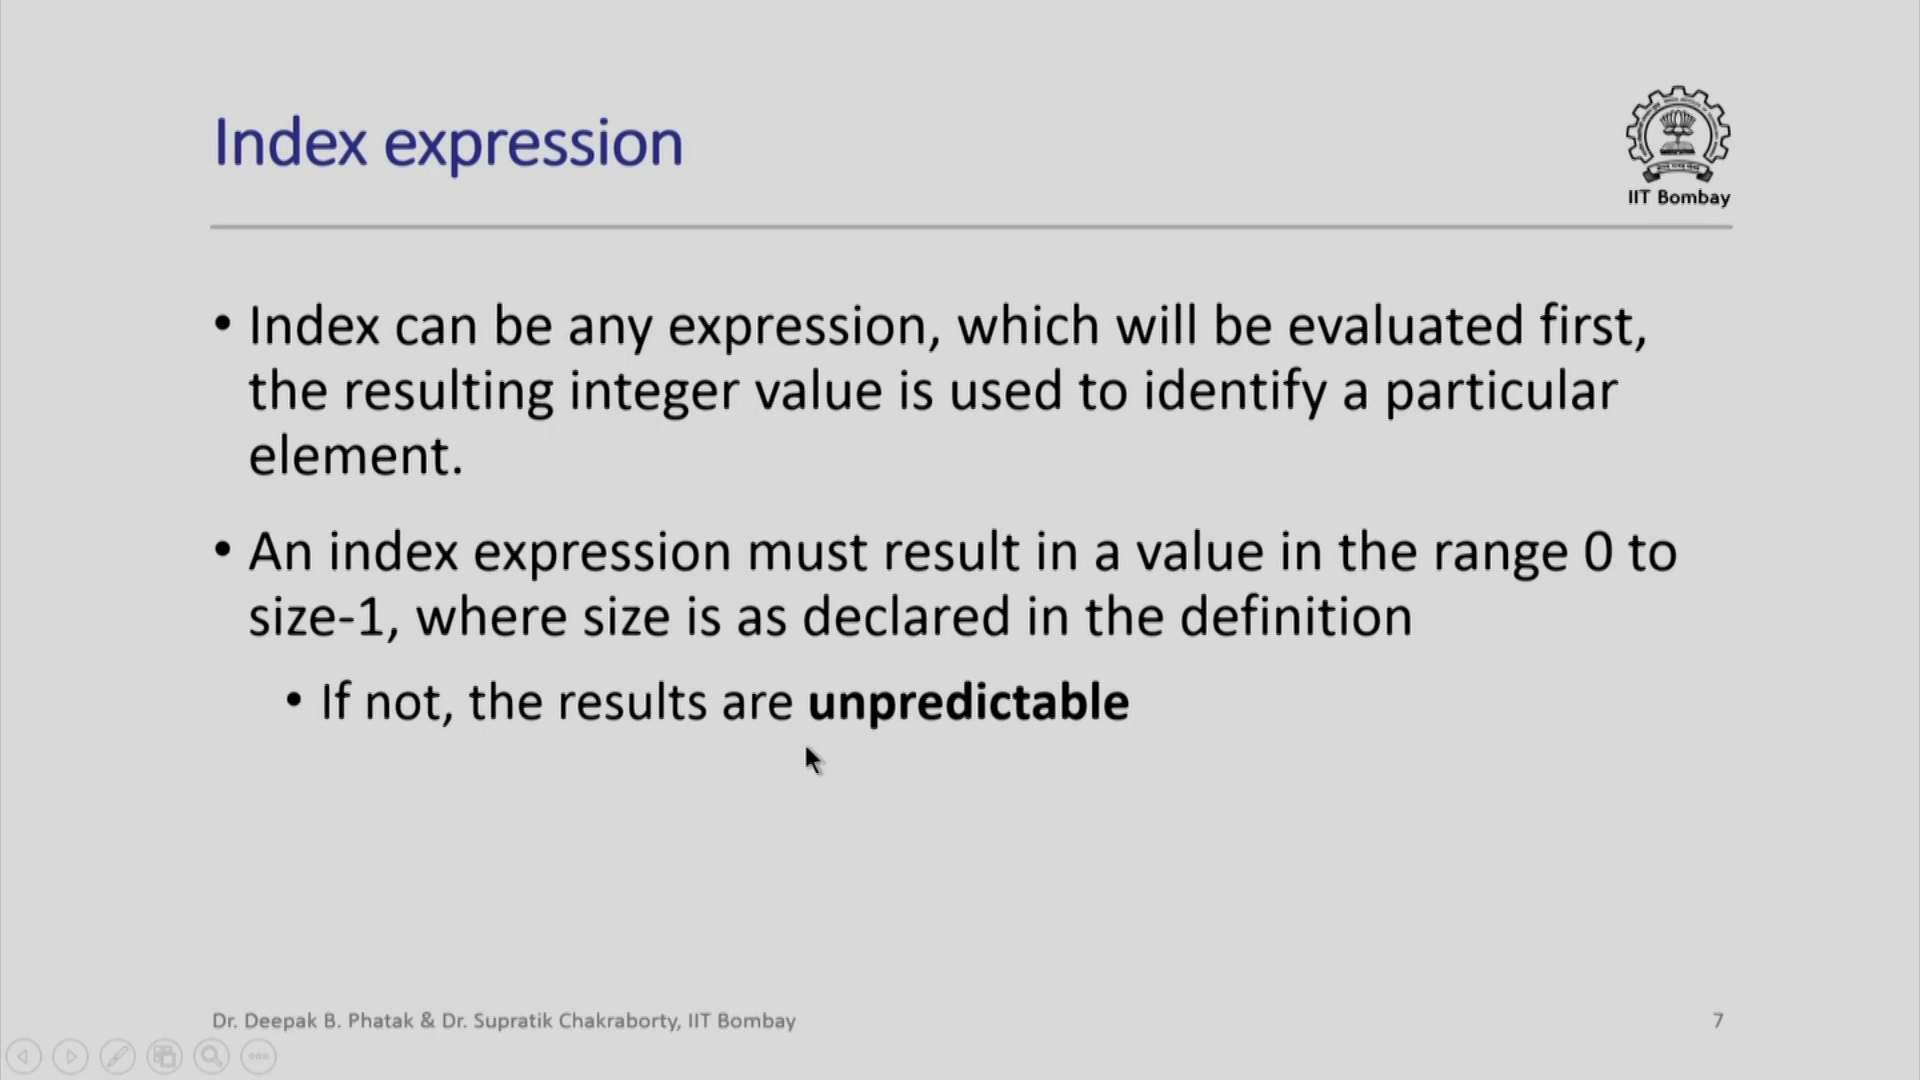 Index expression
IIT Bombay
• Index can be any expression, which will be evaluated first,
the resulting integer value is used to identify a particular
element.
• An index expression must result in a value in the range 0 to
size-1, where size is as declared in the definition
• If not, the results are unpredictable
Dr. Deepak B. Phatak & Dr. Supratik Chakraborty, IIT Bombay
7